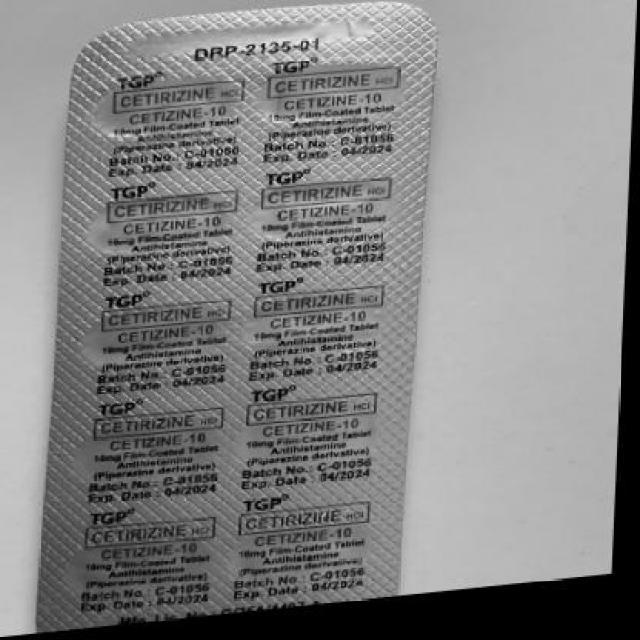 DRP-2135-01
TGP®
CETIRIZINE HCl
CETIZINE-10
10mg Film-Coated Tablet
(Piperazine derivative)
Batch No.: C-01056
Exp. Date : 04/2024
TGP®
CETIRIZINE HCl
CETIZINE-10
10mg Film-Coated Tablet
(Piperazine derivative)
Batch No.: C-01056
Exp. Date : 04/2024
TGP®
CETIRIZINE HCl
CETIZINE-10
10mg Film-Coated Tablet
Antihistamine
(Piperazine derivative)
Batch No.: C-01056
Exp. Date : 04/2024
TGP®
CETIRIZINE HCl
CETIZINE-10
10mg Film-Coated Tablet
Antihistamine
(Piperazine derivative)
Batch No.: C-01056
Exp. Date : 04/2024
TGP®
CETIRIZINE HCl
CETIZINE-10
10mg Film-Coated Tablet
Antihistamine
(Piperazine derivative)
Batch No.: C-01056
Exp. Date : 04/2024
TGP®
CETIRIZINE HCl
CETIZINE-10
10mg Film-Coated Tablet
Antihistamine
(Piperazine derivative)
Batch No.: C-01056
Exp. Date : 04/2024
TGP®
CETIRIZINE HCl
CETIZINE-10
10mg Film-Coated Tablet
Antihistamine
(Piperazine derivative)
Batch No.: C-01056
Exp. Date : 04/2024
TGP®
CETIRIZINE HCl
CETIZINE-10
10mg Film-Coated Tablet
Antihistamine
(Piperazine derivative)
Batch No.: C-01056
Exp. Date : 04/2024
TGP®
CETIRIZINE HCl
CETIZINE-10
10mg Film-Coated Tablet
Antihistamine
(Piperazine derivative)
Batch No : C-01056
Exp. Date : 04/2024
TGP®
CETIRIZINE HCl
CETIZINE-10
10mg Film-Coated Tablet
Antihistamine
(Piperazine derivative)
Batch No : C-01056
Exp. Date : 04/2024